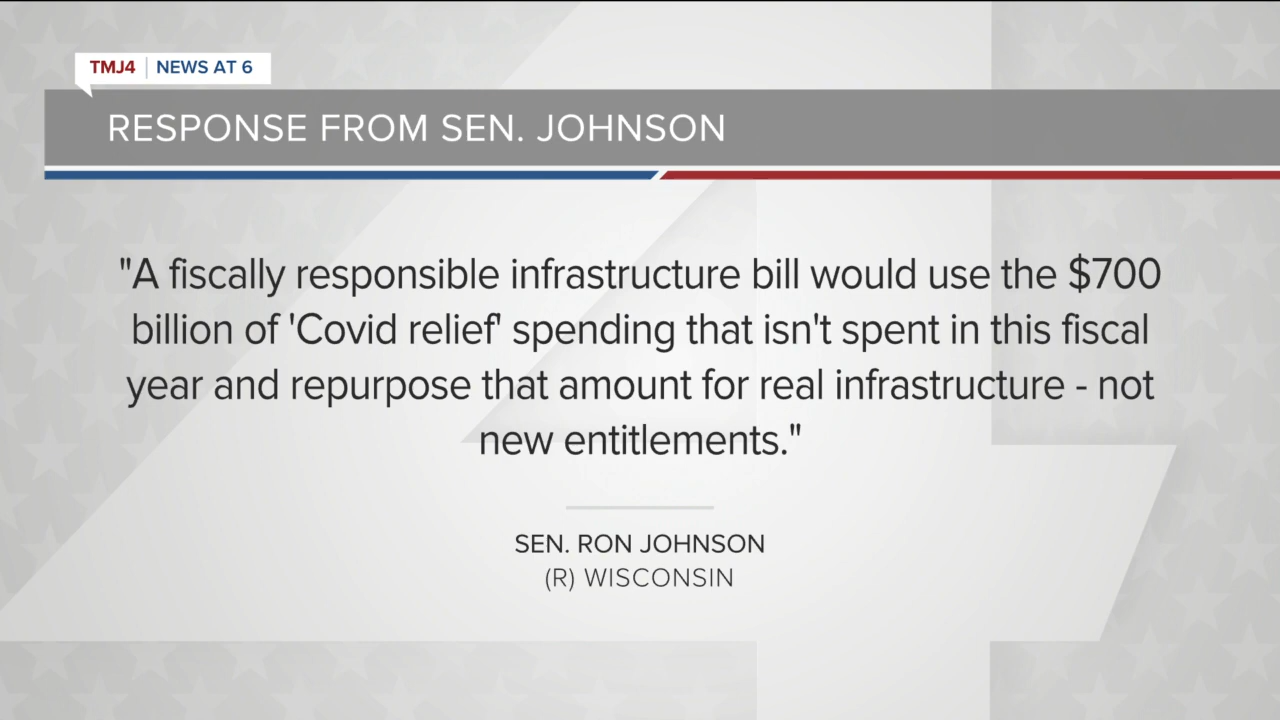 TMJ4 | NEWS AT 6
RESPONSE FROM SEN. JOHNSON
"A fiscally responsible infrastructure bill would use the $700
billion of 'Covid relief' spending that isn't spent in this fiscal
year and repurpose that amount for real infrastructure - not
new entitlements."
SEN. RON JOHNSON
(R) WISCONSIN